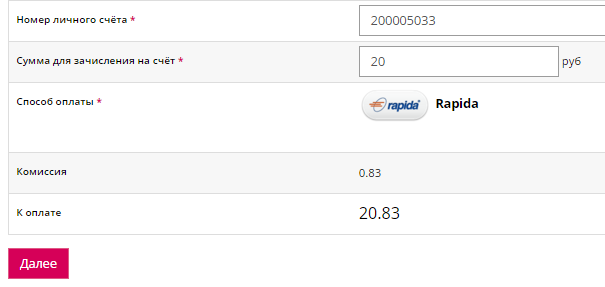 Номер личного счёта * 200005033
Сумма для зачисления на счёт * 20 руб
Способ оплаты * rapida Rapida
Комиссия 0.83
К оплате 20.83
Далее